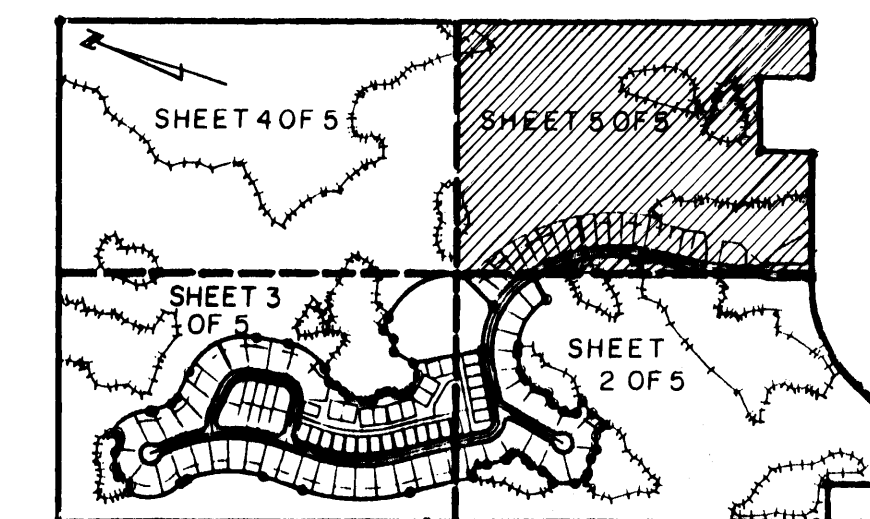 N
SHEET 4 OF 5
SHEET 5 OF 5
SHEET 3
OF 5
SHEET
2 OF 5